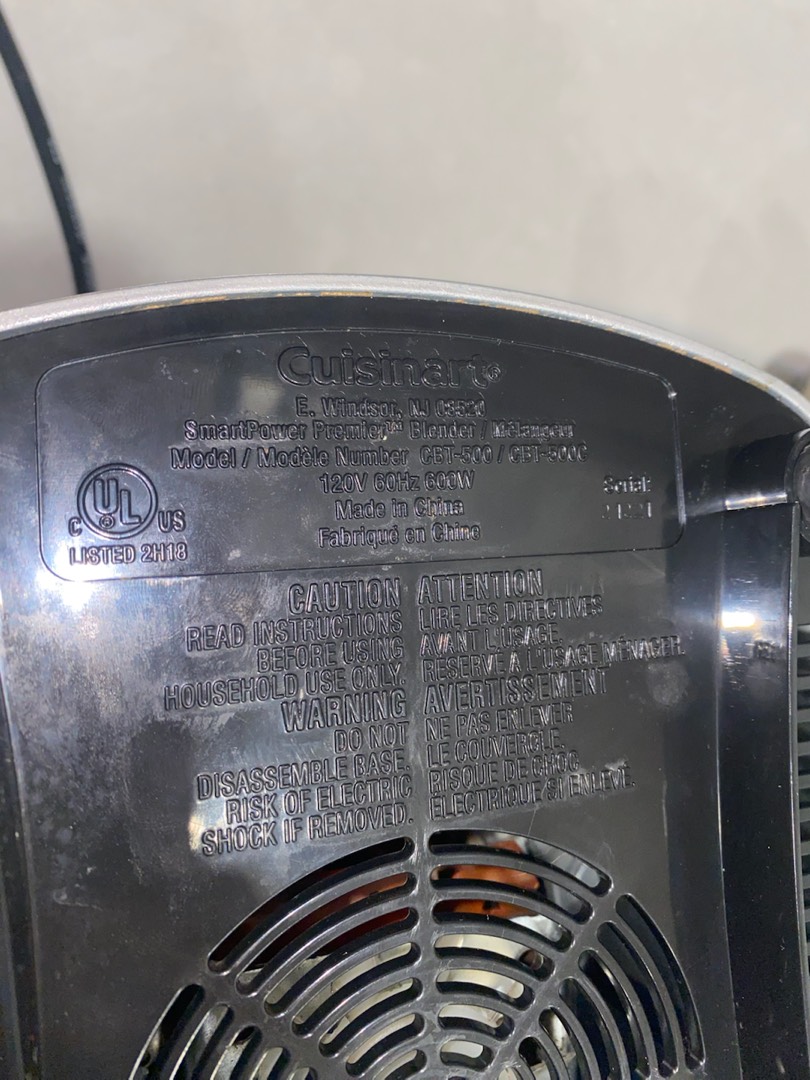 Cuisinart®
E. Windsor, NJ 08520
SmartPower Premier™ Blender / Mélangeur
Model / Modèle Number CBT-500 / CBT-500C
120V 60Hz 600W
Made in China
Fabriqué en Chine
Serial:
C UL ® US
LISTED 2H18
CAUTION
READ INSTRUCTIONS
BEFORE USING
HOUSEHOLD USE ONLY.
WARNING
DO NOT
DISASSEMBLE BASE.
RISK OF ELECTRIC
SHOCK IF REMOVED.
ATTENTION
LIRE LES DIRECTIVES
AVANT L'USAGE.
RÉSERVÉ À L'USAGE MÉNAGER.
AVERTISSEMENT
NE PAS ENLEVER
LE COUVERCLE.
RISQUE DE CHOC
ÉLECTRIQUE SI ENLEVÉ.